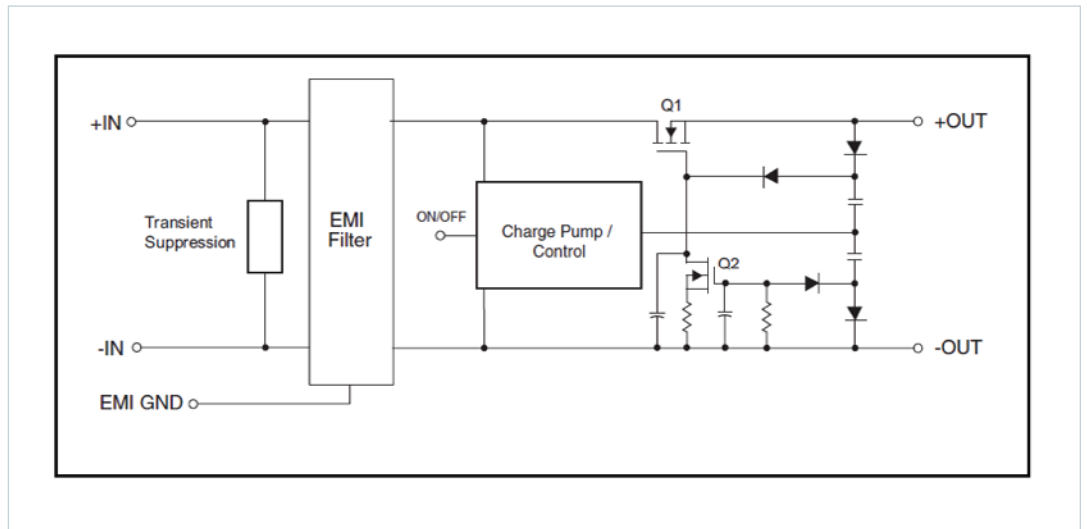 Q1
+IN
+OUT
Transient
Suppression
EMI
Filter
ON/OFF
Charge Pump /
Control
Q2
-IN
-OUT
EMI GND